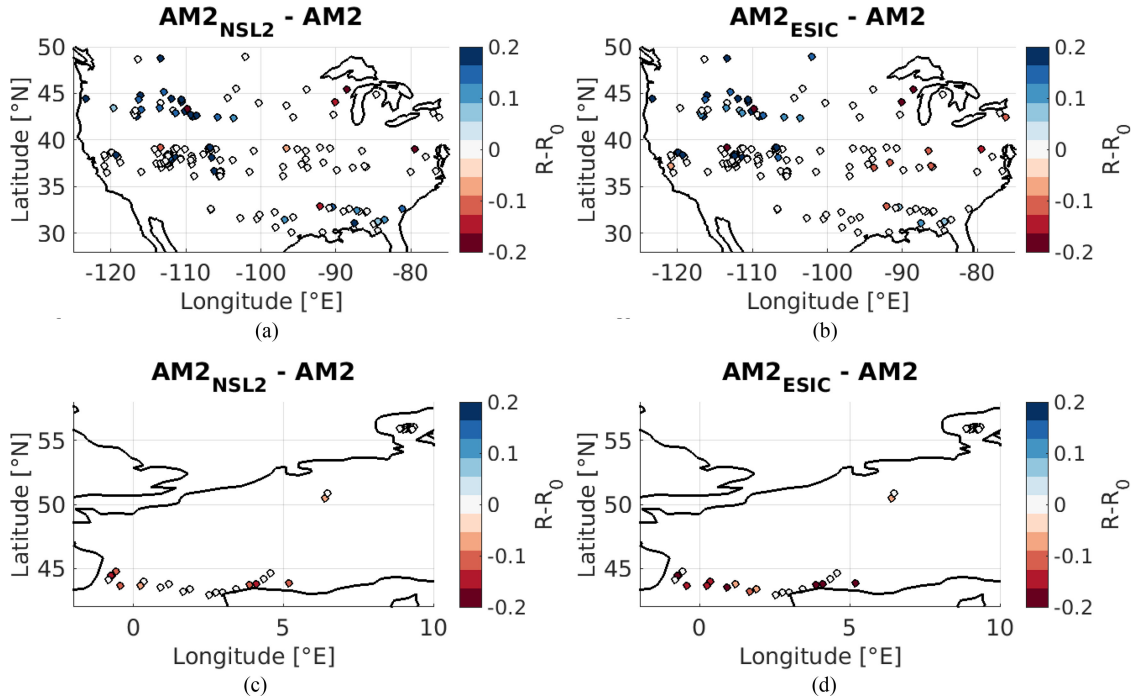 AM2NSL2 - AM2
AM2ESIC - AM2
50
45
40
35
30
Latitude [°N]
-120
-110
-100
-90
-80
Longitude [°E]
0.2
0.1
0
-0.1
-0.2
R-R0
(a)
50
45
40
35
30
Latitude [°N]
-120
-110
-100
-90
-80
Longitude [°E]
0.2
0.1
0
-0.1
-0.2
R-R0
(b)
AM2NSL2 - AM2
AM2ESIC - AM2
55
50
45
Latitude [°N]
0
5
10
Longitude [°E]
0.2
0.1
0
-0.1
-0.2
R-R0
(c)
55
50
45
Latitude [°N]
0
5
10
Longitude [°E]
0.2
0.1
0
-0.1
-0.2
R-R0
(d)